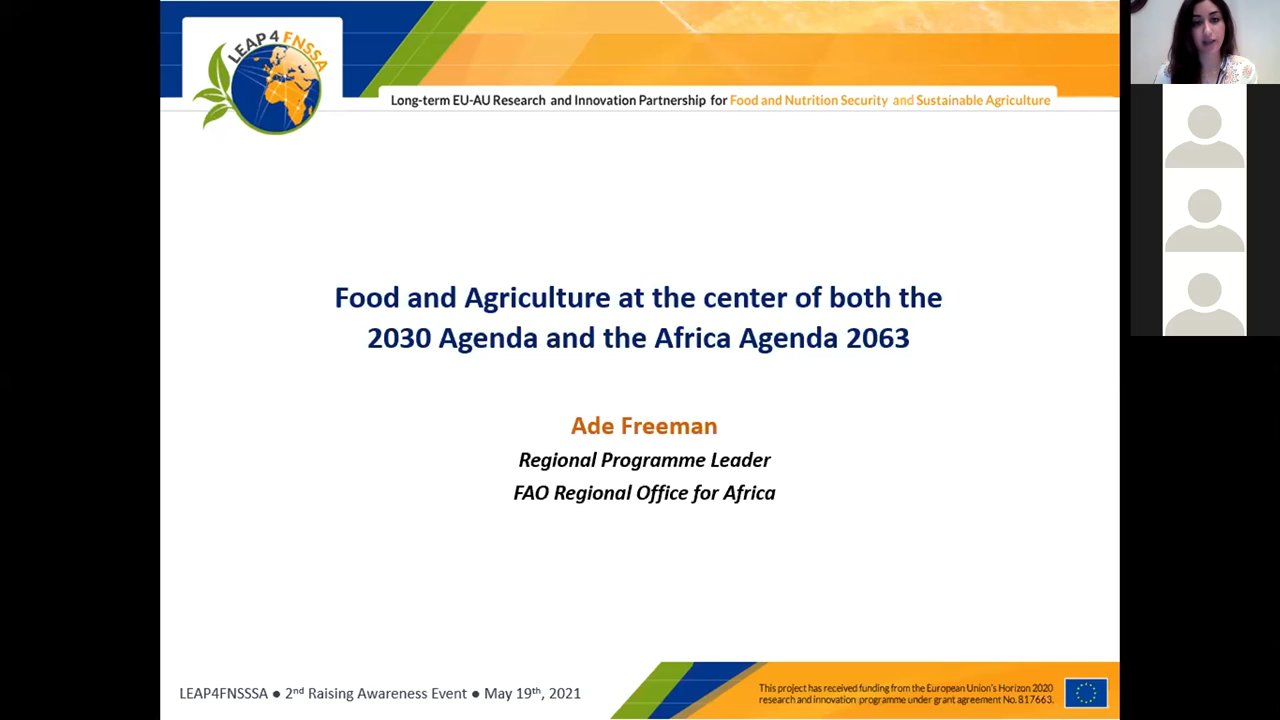 LEAP 4 FNSSA
Long-term EU-AU Research and Innovation Partnership for Food and Nutrition Security and Sustainable Agriculture
Food and Agriculture at the center of both the
2030 Agenda and the Africa Agenda 2063
Ade Freeman
Regional Programme Leader
FAO Regional Office for Africa
LEAP4FNSSSA ● 2nd Raising Awareness Event ● May 19th, 2021
This project has received funding from the European Union's Horizon 2020
research and innovation programme under grant agreement No.817663.